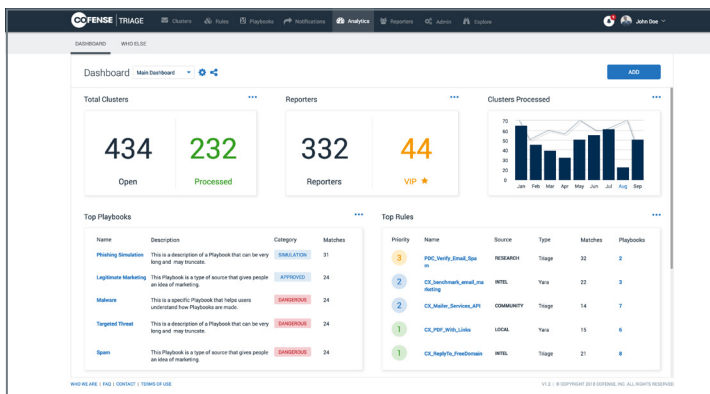 COFENSE TRIAGE Clusters Rules Playbooks Notifications Analytics Reporters Admin Explore John Doe
DASHBOARD WHO ELSE
Dashboard Main Dashboard ADD
Total Clusters
434 232
Open Processed
Reporters
332 44
Reporters VIP
Clusters Processed
70
60
50
40
30
20
10
0
Jan Feb Mar Apr May Jun Jul Aug Sep
Top Playbooks
Name Description Category Matches
Phishing Simulation This is a description of a Playbook that can be very SIMULATION 31
long and may truncate.
Legitimate Marketing This Playbook is a type of source that gives people APPROVED 24
an idea of marketing.
Malware This is a specific Playbook that helps users DANGEROUS 24
understand how Playbooks are made.
Targeted Threat This is a description of a Playbook that can be very DANGEROUS 24
long and may truncate.
Spam This Playbook is a type of source that gives people DANGEROUS 24
an idea of marketing.
Top Rules
Priority Name Source Type Matches Playbooks
3 PDC_Verify_Email_Spa RESEARCH Triage 32 2
m
2 CX_benchmark_email_ma INTEL Yara 22 3
rketing
2 CX_Mailer_Services_API COMMUNITY Triage 14 7
1 CX_PDF_With_Links LOCAL Yara 15 6
1 CX_ReplyTo_FreeDomain INTEL Triage 21 8
WHO WE ARE | FAQ | CONTACT | TERMS OF USE V1.2 | © COPYRIGHT 2018 COFENSE, INC. ALL RIGHTS RESERVED